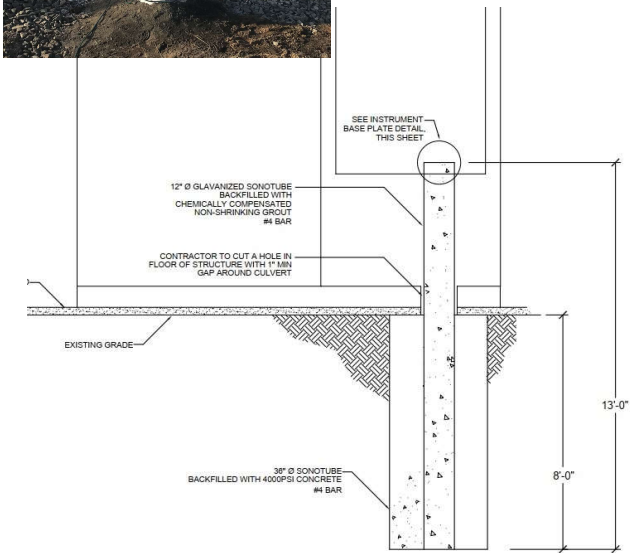 SEE INSTRUMENT
BASE PLATE DETAIL,
THIS SHEET
12" Ø GLAVANIZED SONOTUBE
BACKFILLED WITH
CHEMICALLY COMPENSATED
NON-SHRINKING GROUT
#4 BAR
CONTRACTOR TO CUT A HOLE IN
FLOOR OF STRUCTURE WITH 1" MIN
GAP AROUND CULVERT
EXISTING GRADE
13'-0"
8'-0"
36" Ø SONOTUBE
BACKFILLED WITH 4000PSI CONCRETE
#4 BAR